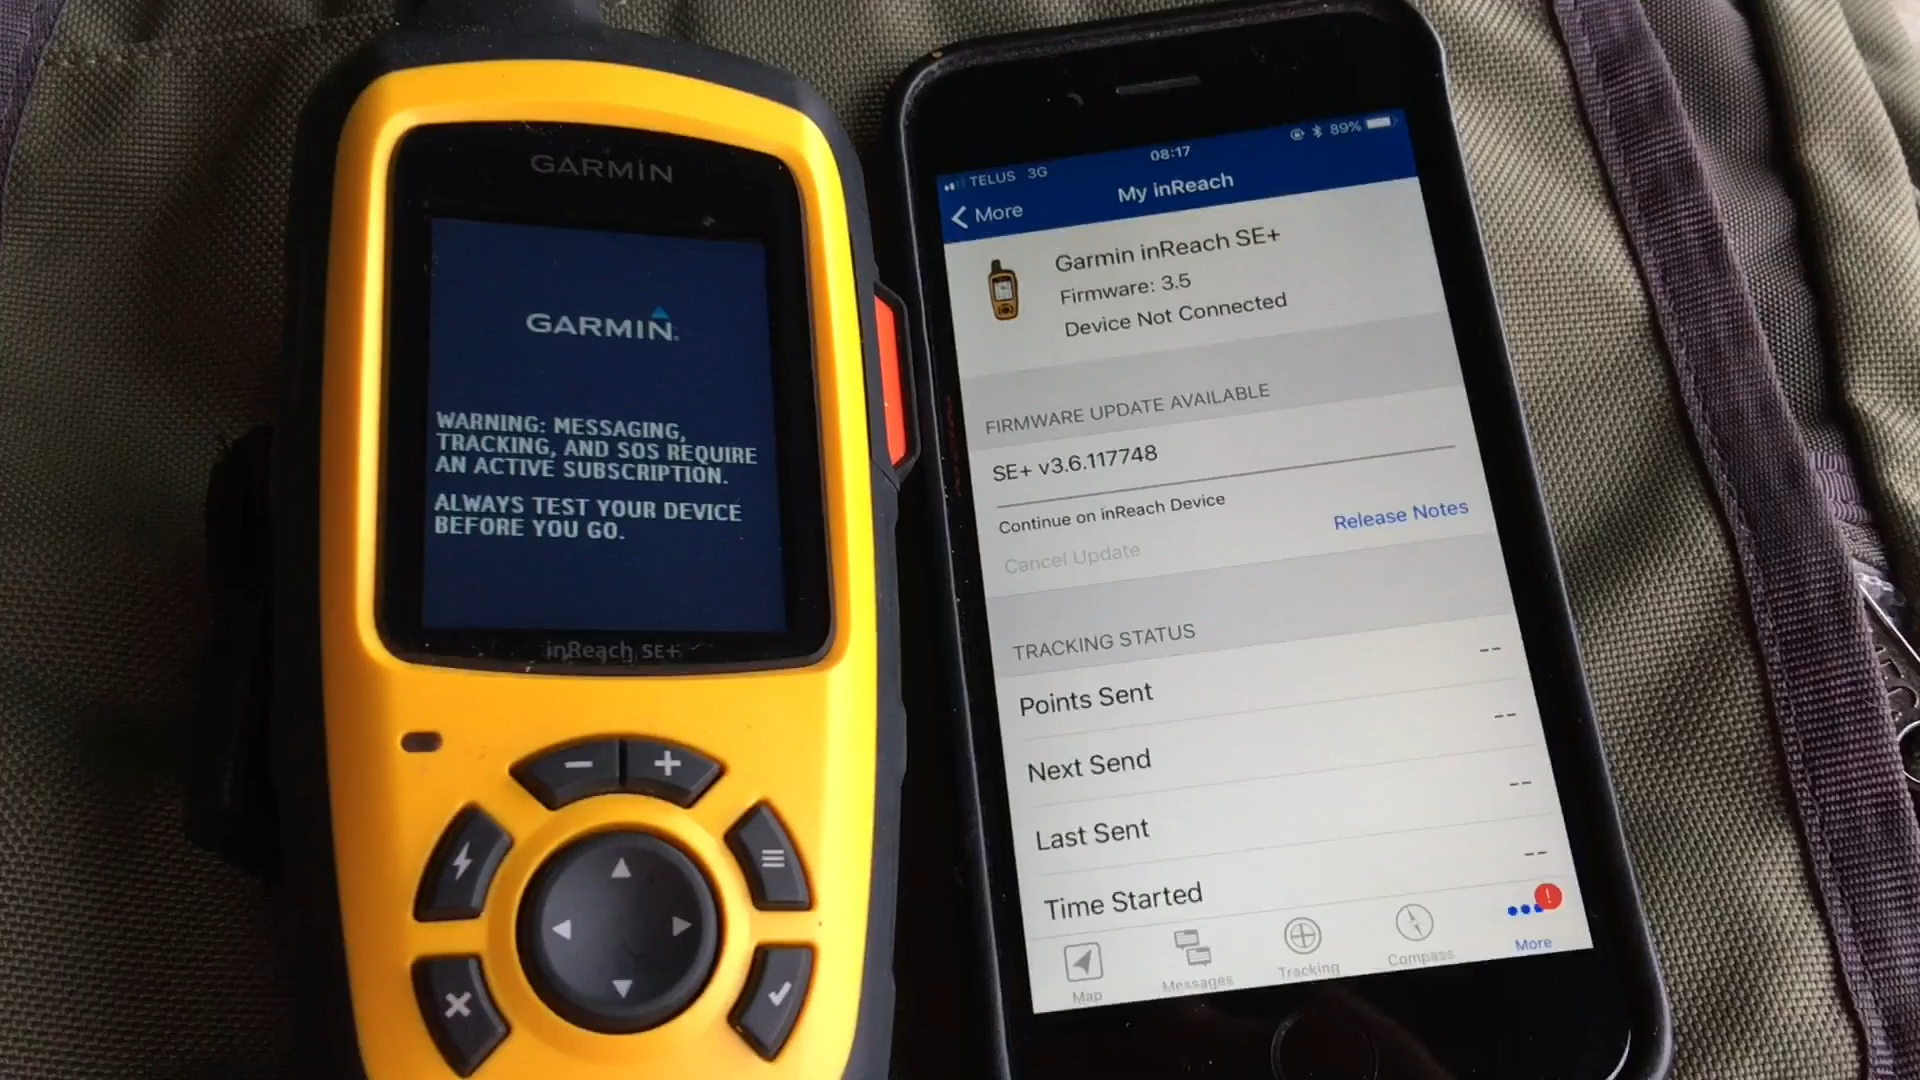 GARMIN
GARMIN
WARNING: MESSAGING,
TRACKING, AND SOS REQUIRE
AN ACTIVE SUBSCRIPTION.
ALWAYS TEST YOUR DEVICE
BEFORE YOU GO.
inReach SE+
TELUS 3G
08:17
89%
More
My inReach
Garmin inReach SE+
Firmware: 3.5
Device Not Connected
FIRMWARE UPDATE AVAILABLE
SE+ v3.6.117748
Continue on inReach Device
Cancel Update
Release Notes
TRACKING STATUS
Points Sent --
Next Send --
Last Sent --
Time Started --
Map
Messages
Tracking
Compass
More